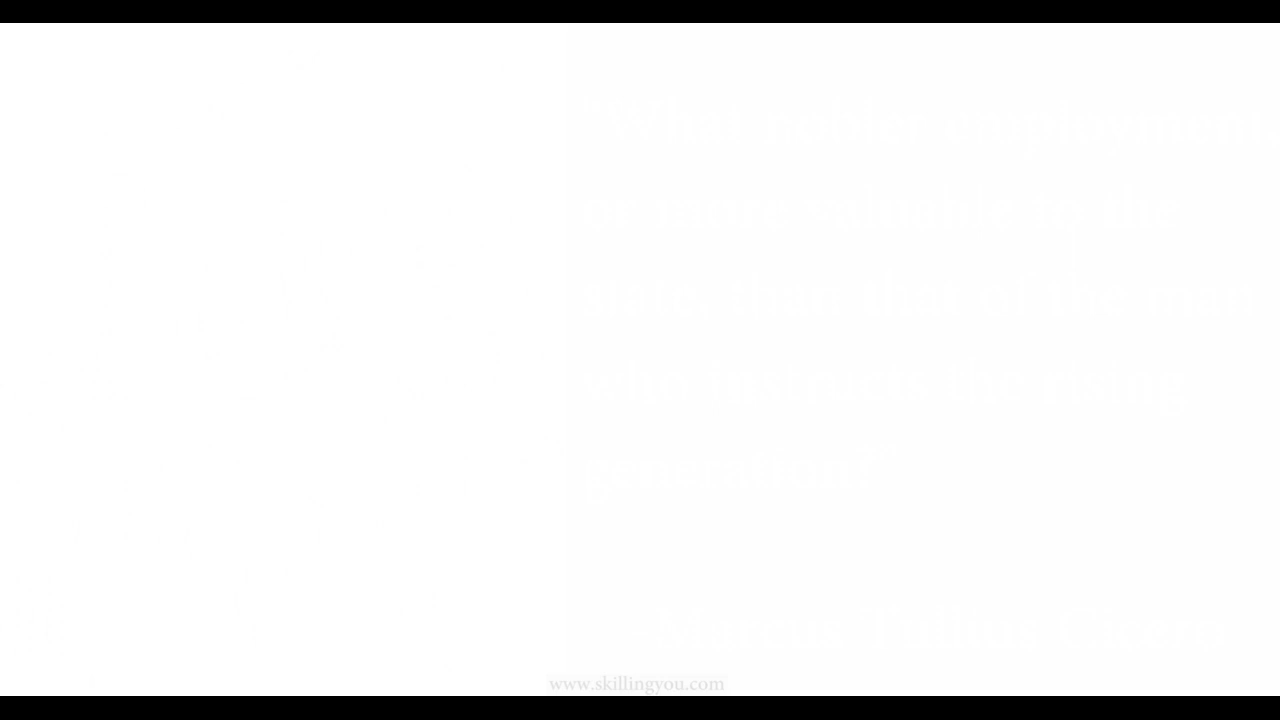 "What nobler employment,
or more valuable to the
state, than that of the man
who instructs the rising
generation?"
-Marcus Tullius Cicero
www.skillingyou.com